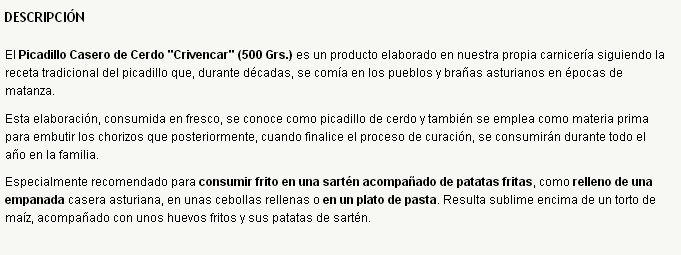 DESCRIPCIÓN
El Picadillo Casero de Cerdo "Crivencar" (500 Grs.) es un producto elaborado en nuestra propia carnicería siguiendo la
receta tradicional del picadillo que, durante décadas, se comía en los pueblos y brañas asturianos en épocas de
matanza.
Esta elaboración, consumida en fresco, se conoce como picadillo de cerdo y también se emplea como materia prima
para embutir los chorizos que posteriormente, cuando finalice el proceso de curación, se consumirán durante todo el
año en la familia.
Especialmente recomendado para consumir frito en una sartén acompañado de patatas fritas, como relleno de una
empanada casera asturiana, en unas cebollas rellenas o en un plato de pasta. Resulta sublime encima de un torto de
maíz, acompañado con unos huevos fritos y sus patatas de sartén.